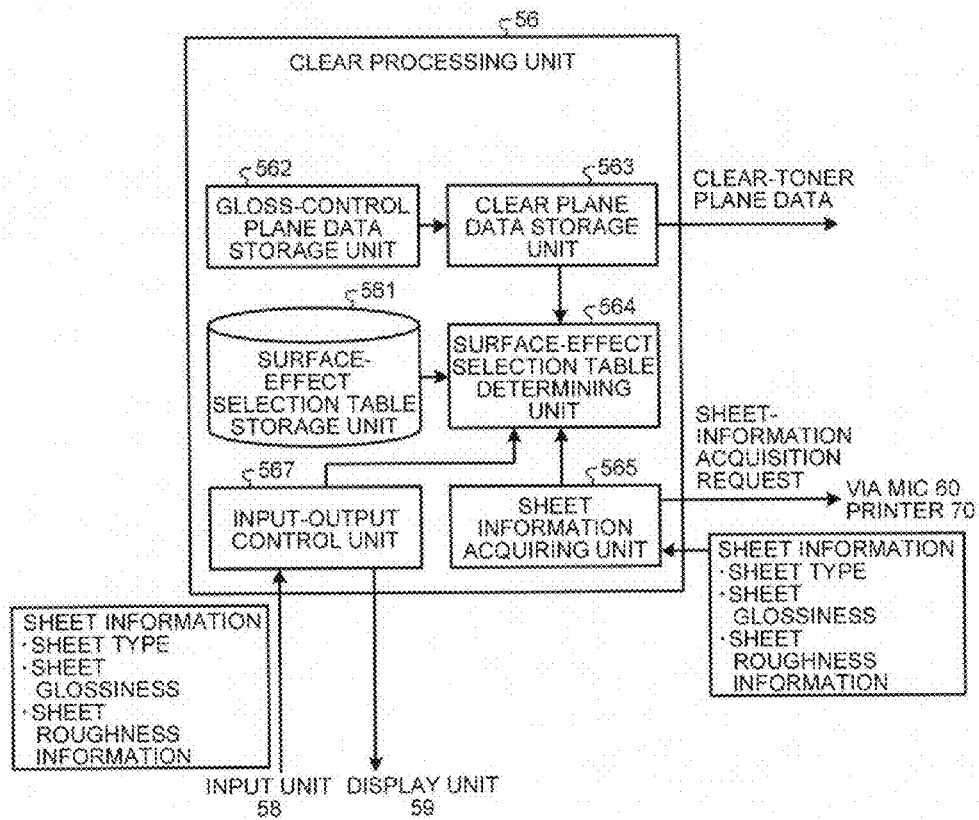 56
CLEAR PROCESSING UNIT
562
GLOSS-CONTROL
PLANE DATA
STORAGE UNIT
563
CLEAR PLANE
DATA STORAGE
UNIT
CLEAR-TONER
PLANE DATA
561
SURFACE-
EFFECT
SELECTION TABLE
STORAGE UNIT
564
SURFACE-EFFECT
SELECTION TABLE
DETERMINING
UNIT
SHEET-
INFORMATION
ACQUISITION
REQUEST
567
INPUT-OUTPUT
CONTROL UNIT
565
SHEET
INFORMATION
ACQUIRING UNIT
VIA MIC 60
PRINTER 70
SHEET INFORMATION
·SHEET TYPE
·SHEET
GLOSSINESS
·SHEET
ROUGHNESS
INFORMATION
SHEET INFORMATION
·SHEET TYPE
·SHEET
GLOSSINESS
·SHEET
ROUGHNESS
INFORMATION
INPUT UNIT
58
DISPLAY UNIT
59